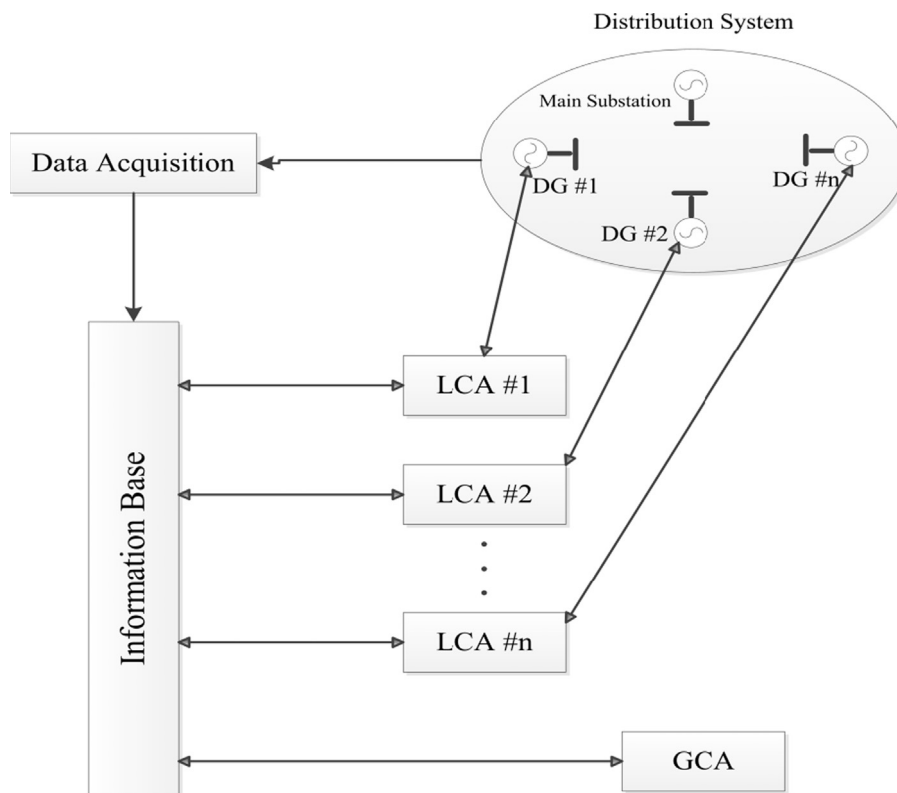 Distribution System
Main Substation
DG #1
DG #n
DG #2
Data Acquisition
Information Base
LCA #1
LCA #2
LCA #n
GCA